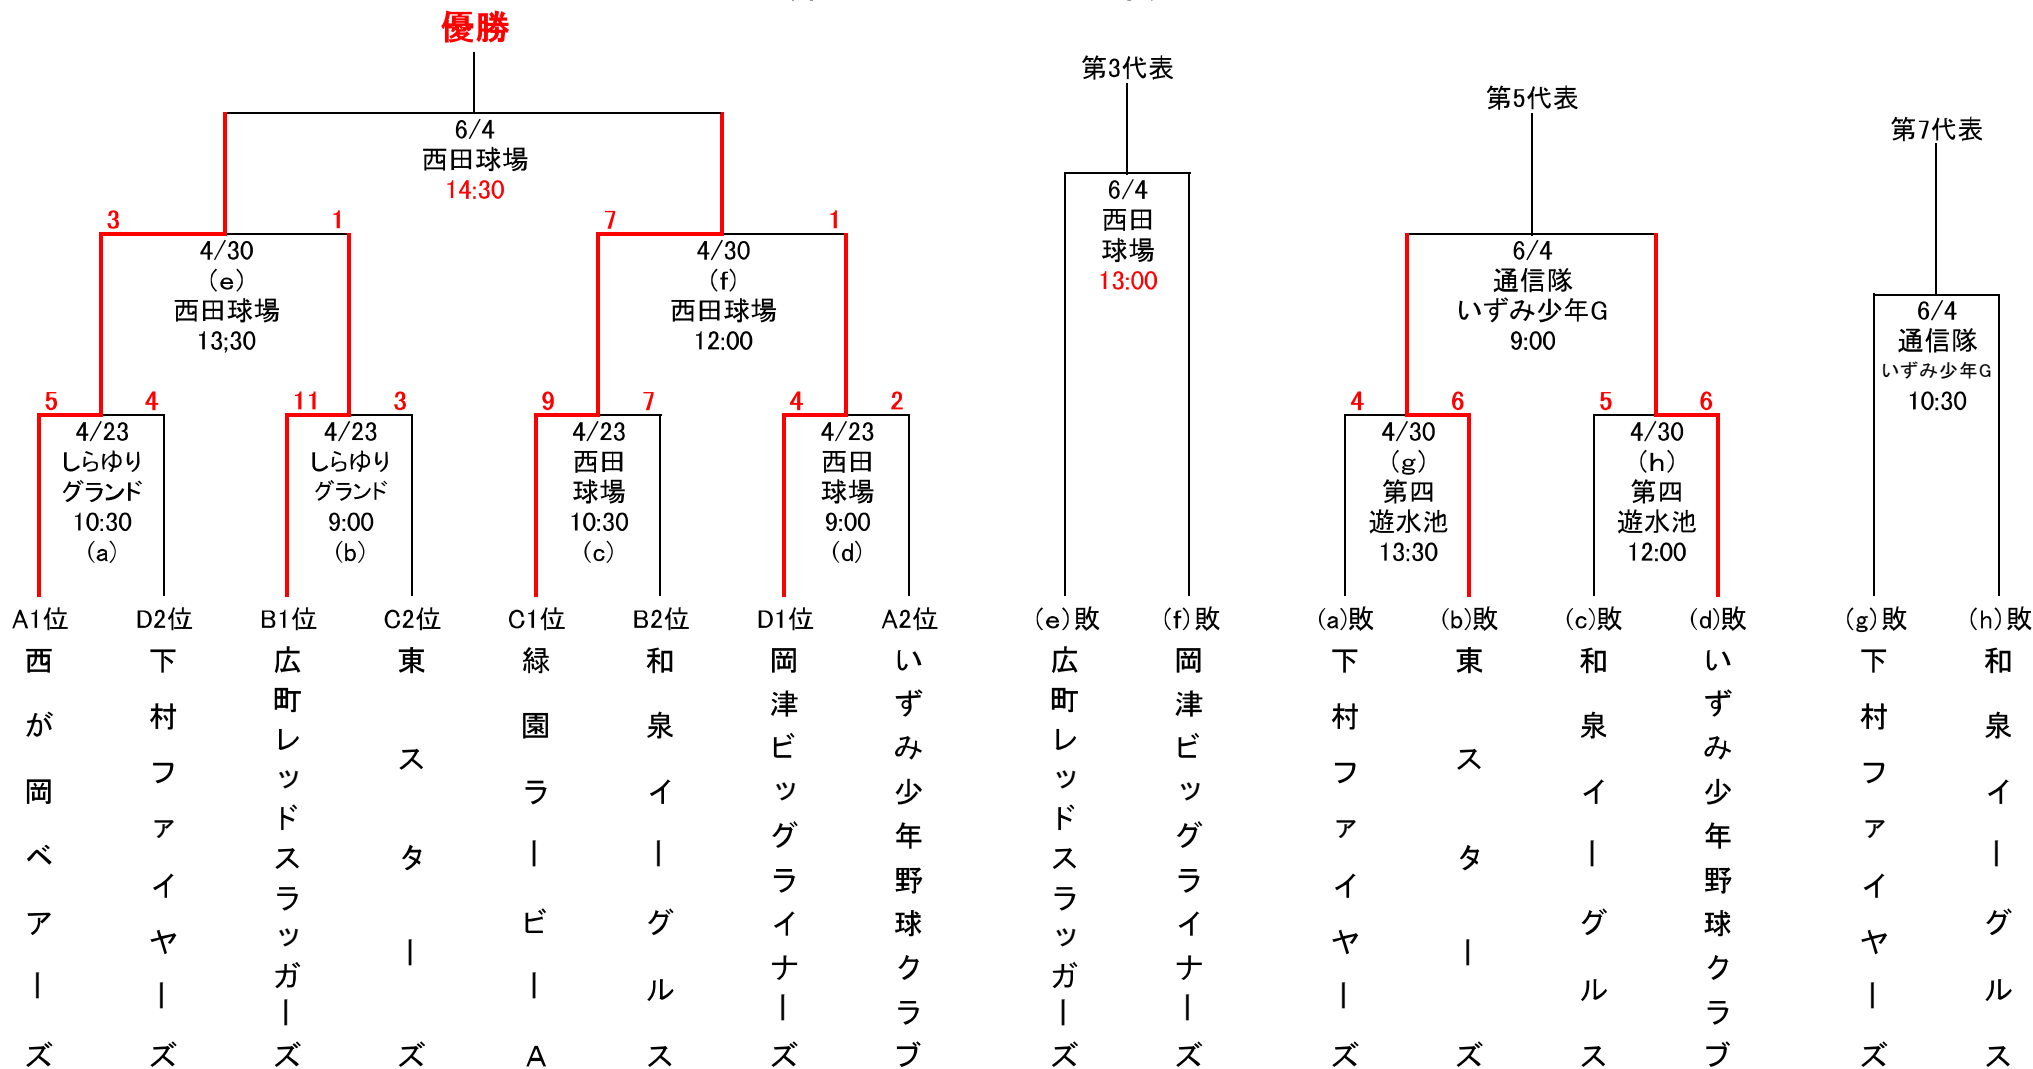 優勝
6/4
西田球場
14:30
3
1
4/30
(e)
西田球場
13;30
7
1
4/30
(f)
西田球場
12:00
5
4
4/23
しらゆり
グランド
10:30
(a)
11
3
4/23
しらゆり
グランド
9:00
(b)
9
7
4/23
西田
球場
10:30
(c)
4
2
4/23
西田
球場
9:00
(d)
A1位
西が岡ベアーズ
D2位
下村ファイヤーズ
B1位
広町レッドスラッガーズ
C2位
東スターズ
C1位
緑園ラービーA
B2位
和泉イーグルス
D1位
岡津ビッグライナーズ
A2位
いずみ少年野球クラブ
第3代表
6/4
西田
球場
13:00
(e)敗
広町レッドスラッガーズ
(f)敗
岡津ビッグライナーズ
第5代表
6/4
通信隊
いずみ少年G
9:00
4
6
4/30
(g)
第四
遊水池
13:30
5
6
4/30
(h)
第四
遊水池
12:00
(a)敗
下村ファイヤーズ
(b)敗
東スターズ
(c)敗
和泉イーグルス
(d)敗
いずみ少年野球クラブ
第7代表
6/4
通信隊
いずみ少年G
10:30
(g)敗
下村ファイヤーズ
(h)敗
和泉イーグルス